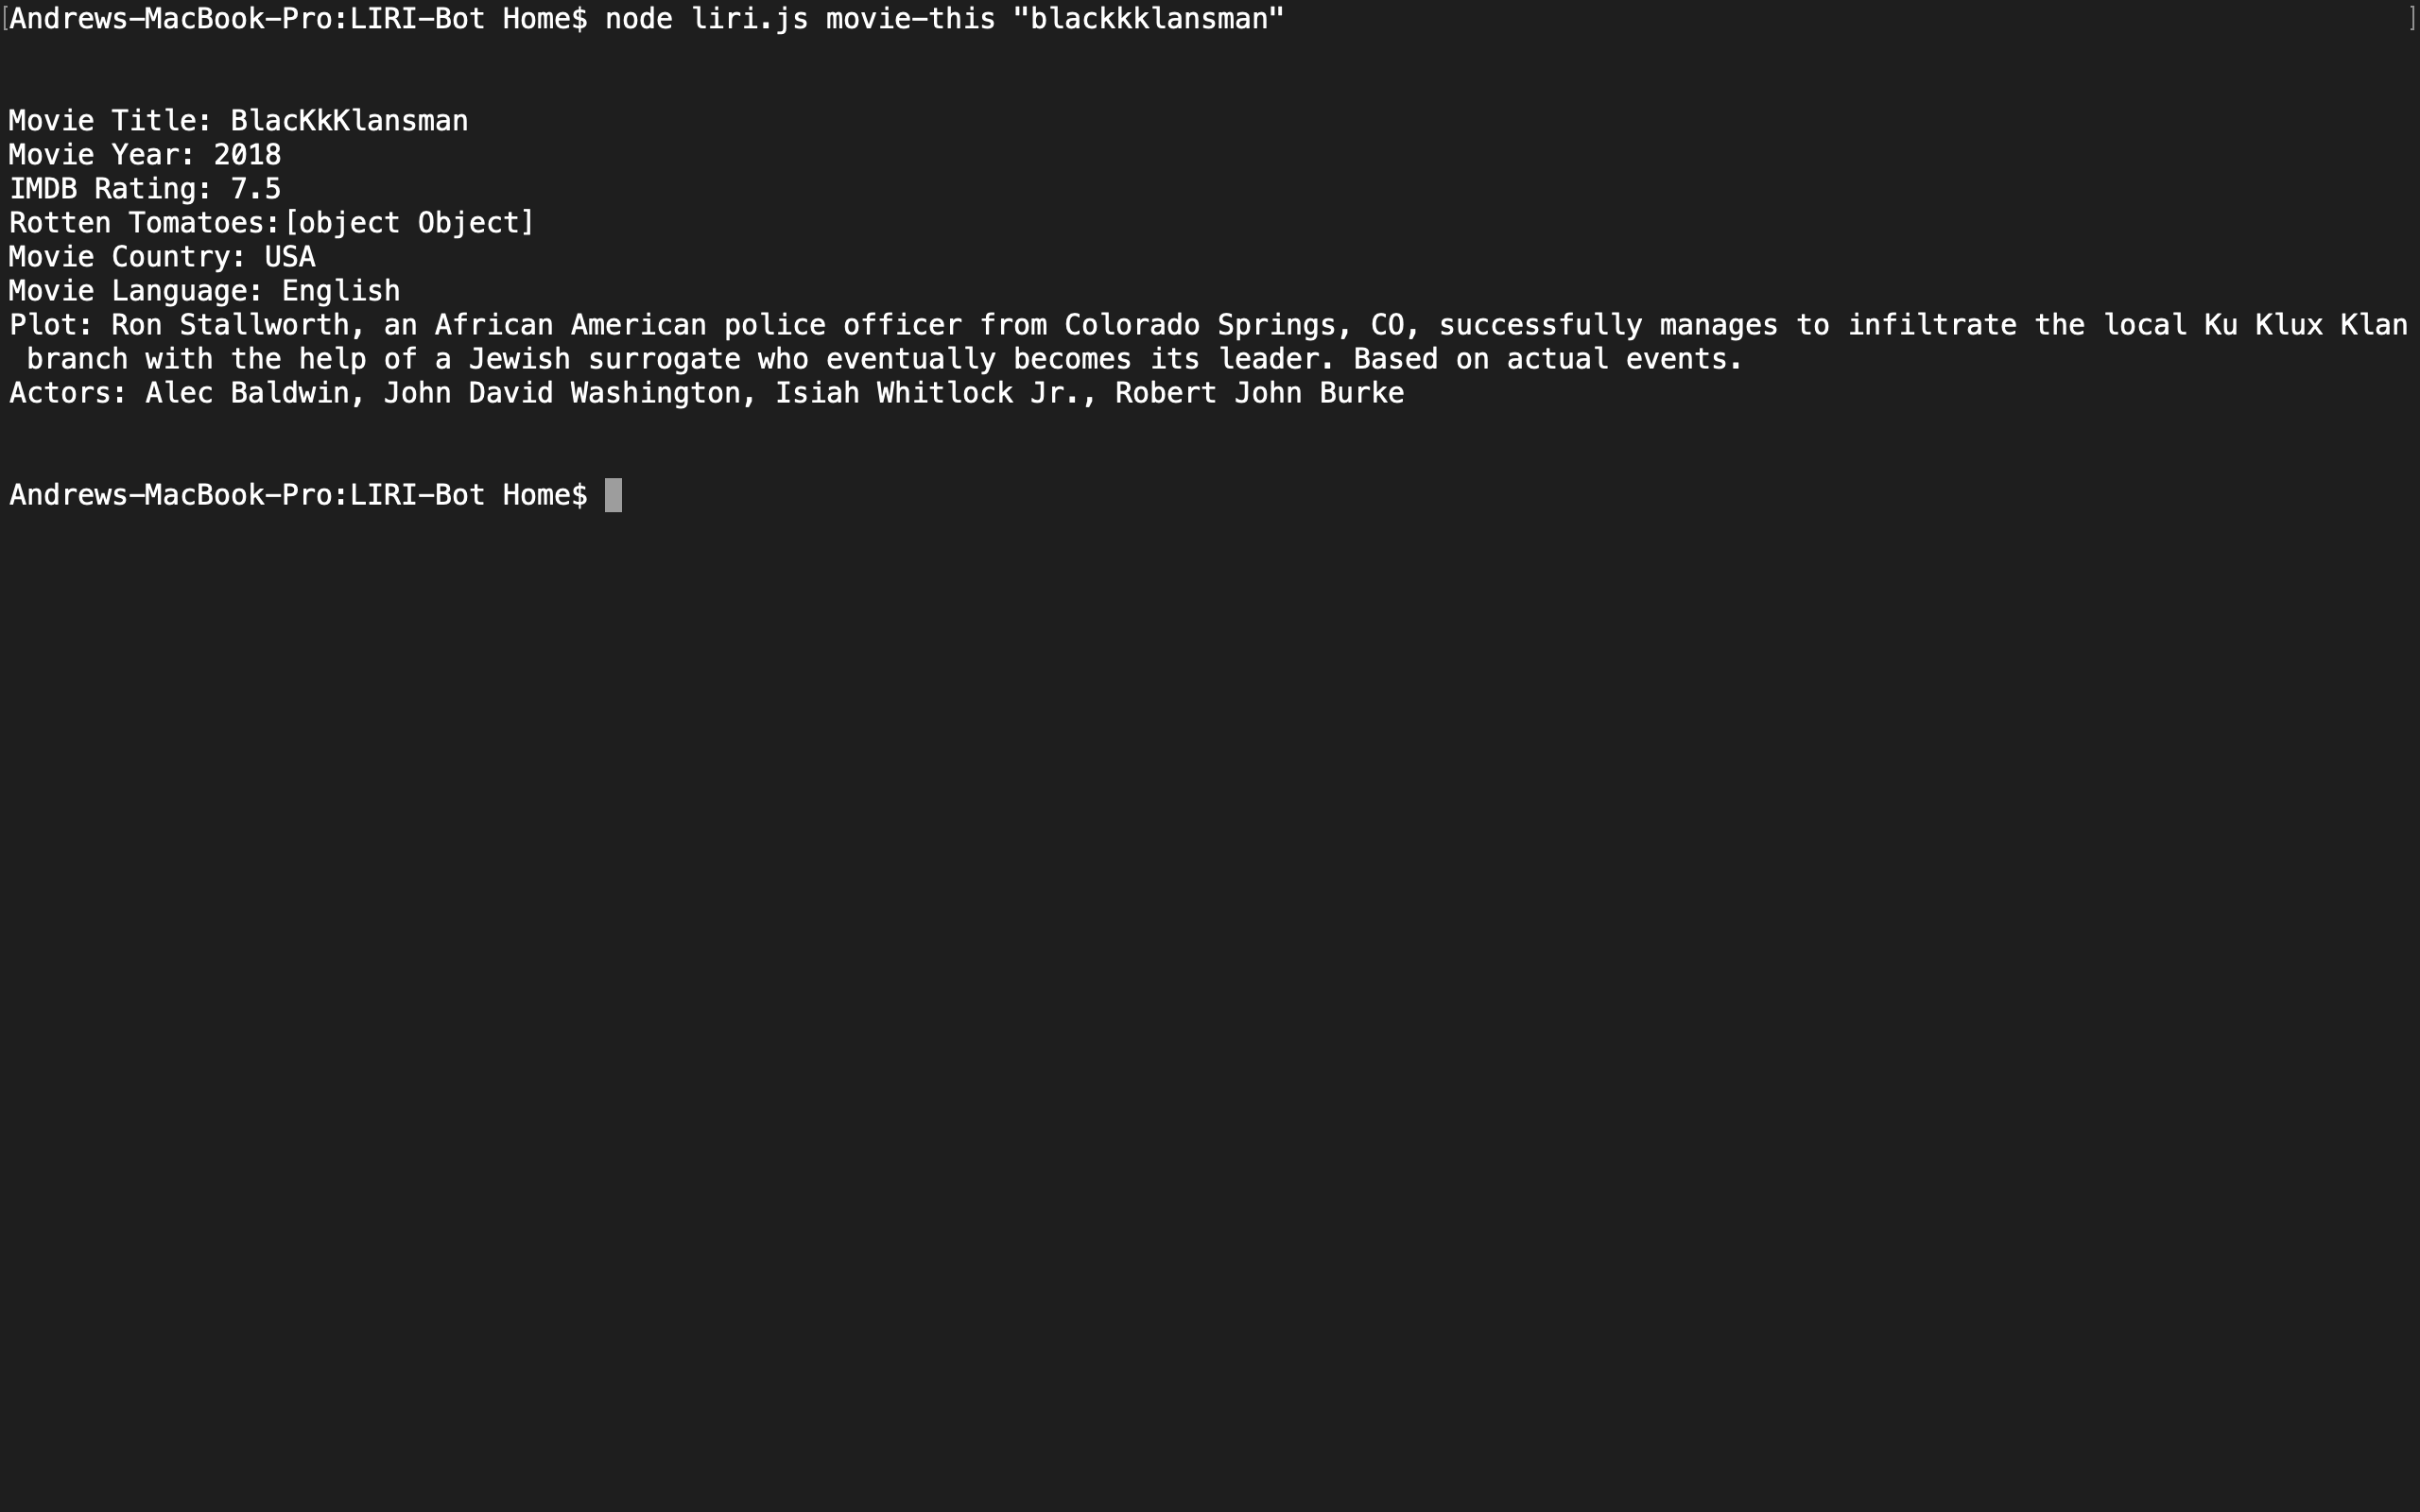 [Andrews-MacBook-Pro:LIRI-Bot Home$ node liri.js movie-this "blackkklansman" ]
Movie Title: BlacKkKlansman
Movie Year: 2018
IMDB Rating: 7.5
Rotten Tomatoes:[object Object]
Movie Country: USA
Movie Language: English
Plot: Ron Stallworth, an African American police officer from Colorado Springs, CO, successfully manages to infiltrate the local Ku Klux Klan
 branch with the help of a Jewish surrogate who eventually becomes its leader. Based on actual events.
Actors: Alec Baldwin, John David Washington, Isiah Whitlock Jr., Robert John Burke
Andrews-MacBook-Pro:LIRI-Bot Home$